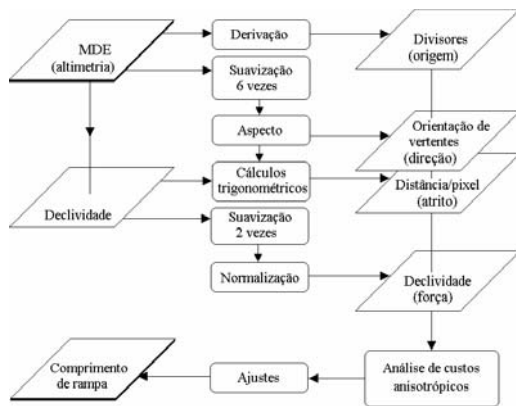 MDE
(altimetria)
Derivação
Divisores
(origem)
Suavização
6 vezes
Aspecto
Orientação de
vertentes
(direção)
Cálculos
trigonométricos
Distância/pixel
(atrito)
Declividade
Suavização
2 vezes
Normalização
Declividade
(força)
Comprimento
de rampa
Ajustes
Análise de custos
anisotrópicos